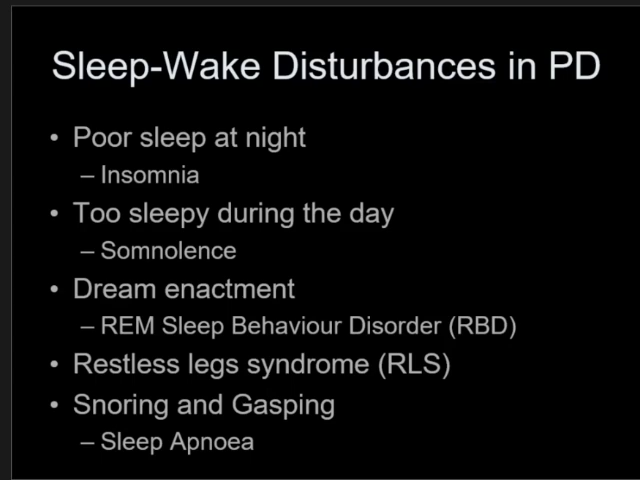 Sleep-Wake Disturbances in PD
• Poor sleep at night
– Insomnia
• Too sleepy during the day
– Somnolence
• Dream enactment
– REM Sleep Behaviour Disorder (RBD)
• Restless legs syndrome (RLS)
• Snoring and Gasping
– Sleep Apnoea